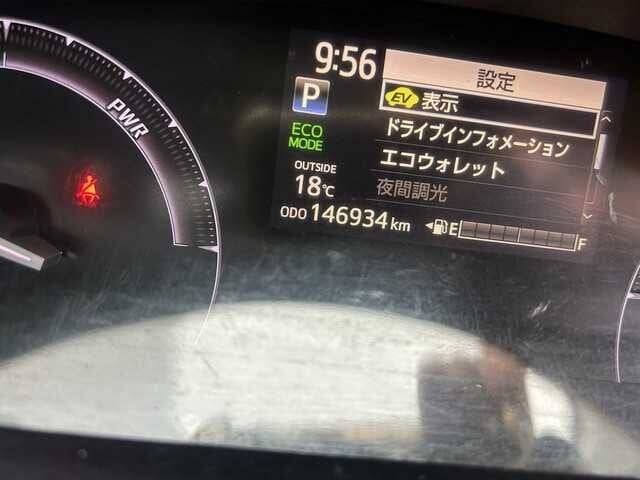 PWR
9:56
P
ECO
MODE
OUTSIDE
18℃
ODO 146934 km
設定
EV 表示
ドライブインフォメーション
エコウォレット
夜間調光
E F